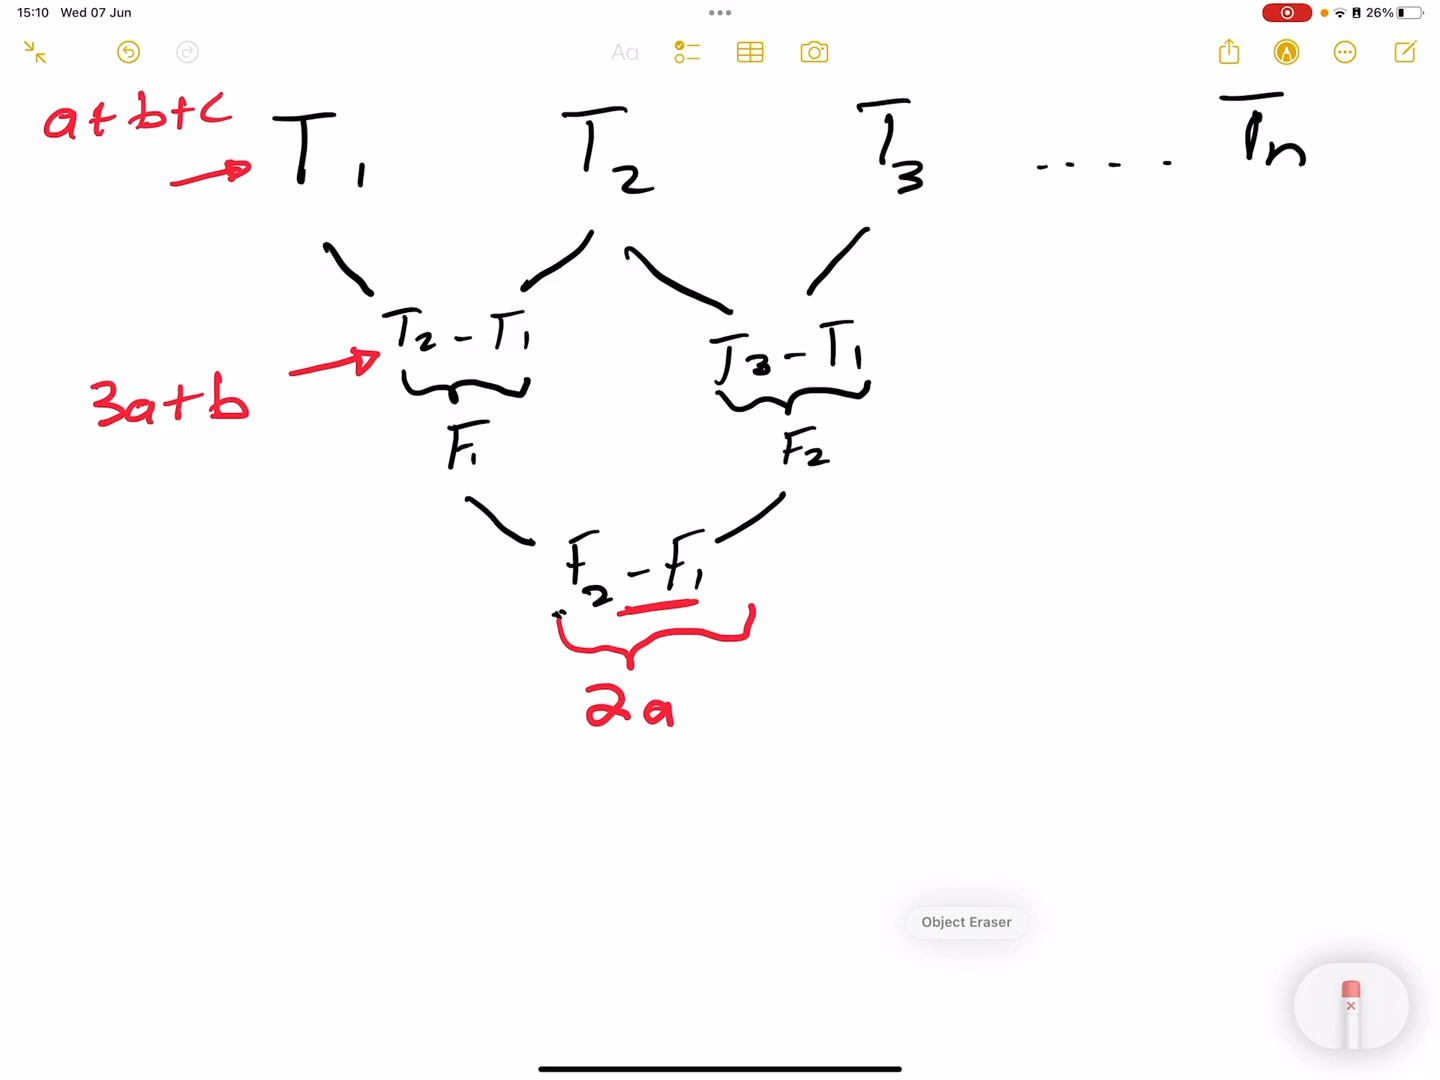 15:10 Wed 07 Jun
26%
Aa
a+b+c
T₁ T₂ T₃ .... Tₙ
T₂ - T₁ T₃ - T₁
3a+b
F₁ F₂
F₂ - F₁
2a
Object Eraser